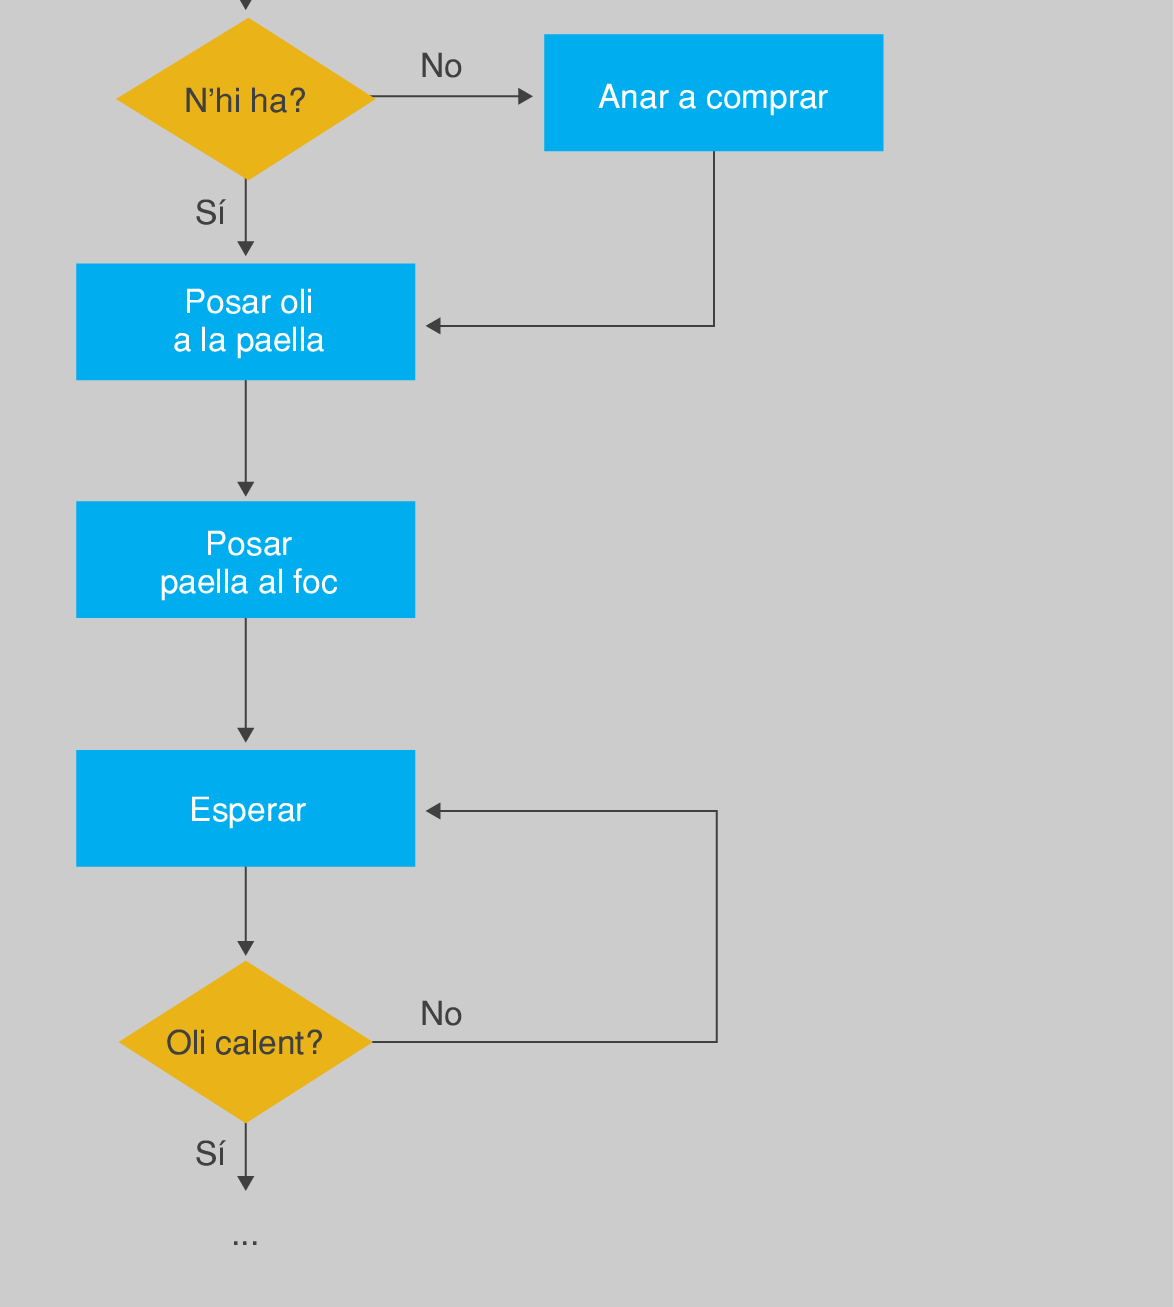 N’hi ha?
No
Anar a comprar
Sí
Posar oli
a la paella
Posar
paella al foc
Esperar
Oli calent?
No
Sí
...